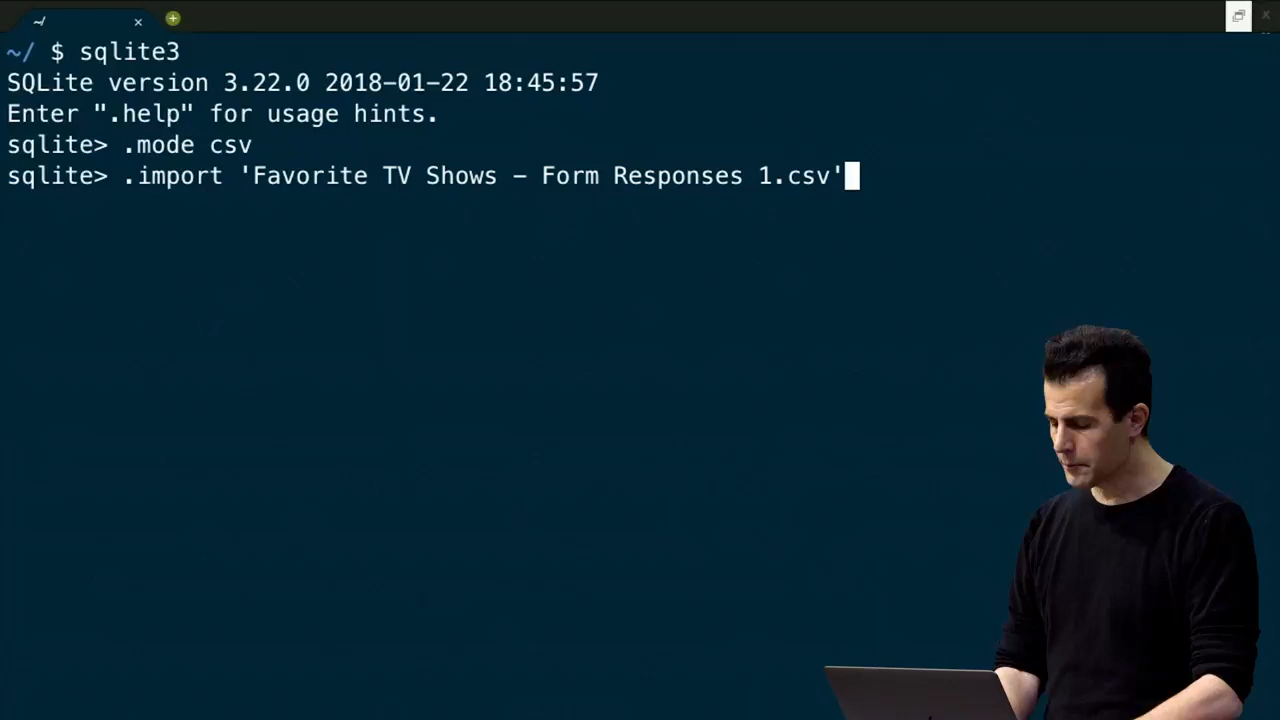 ~/
~/ $ sqlite3
SQLite version 3.22.0 2018-01-22 18:45:57
Enter ".help" for usage hints.
sqlite> .mode csv
sqlite> .import 'Favorite TV Shows - Form Responses 1.csv'